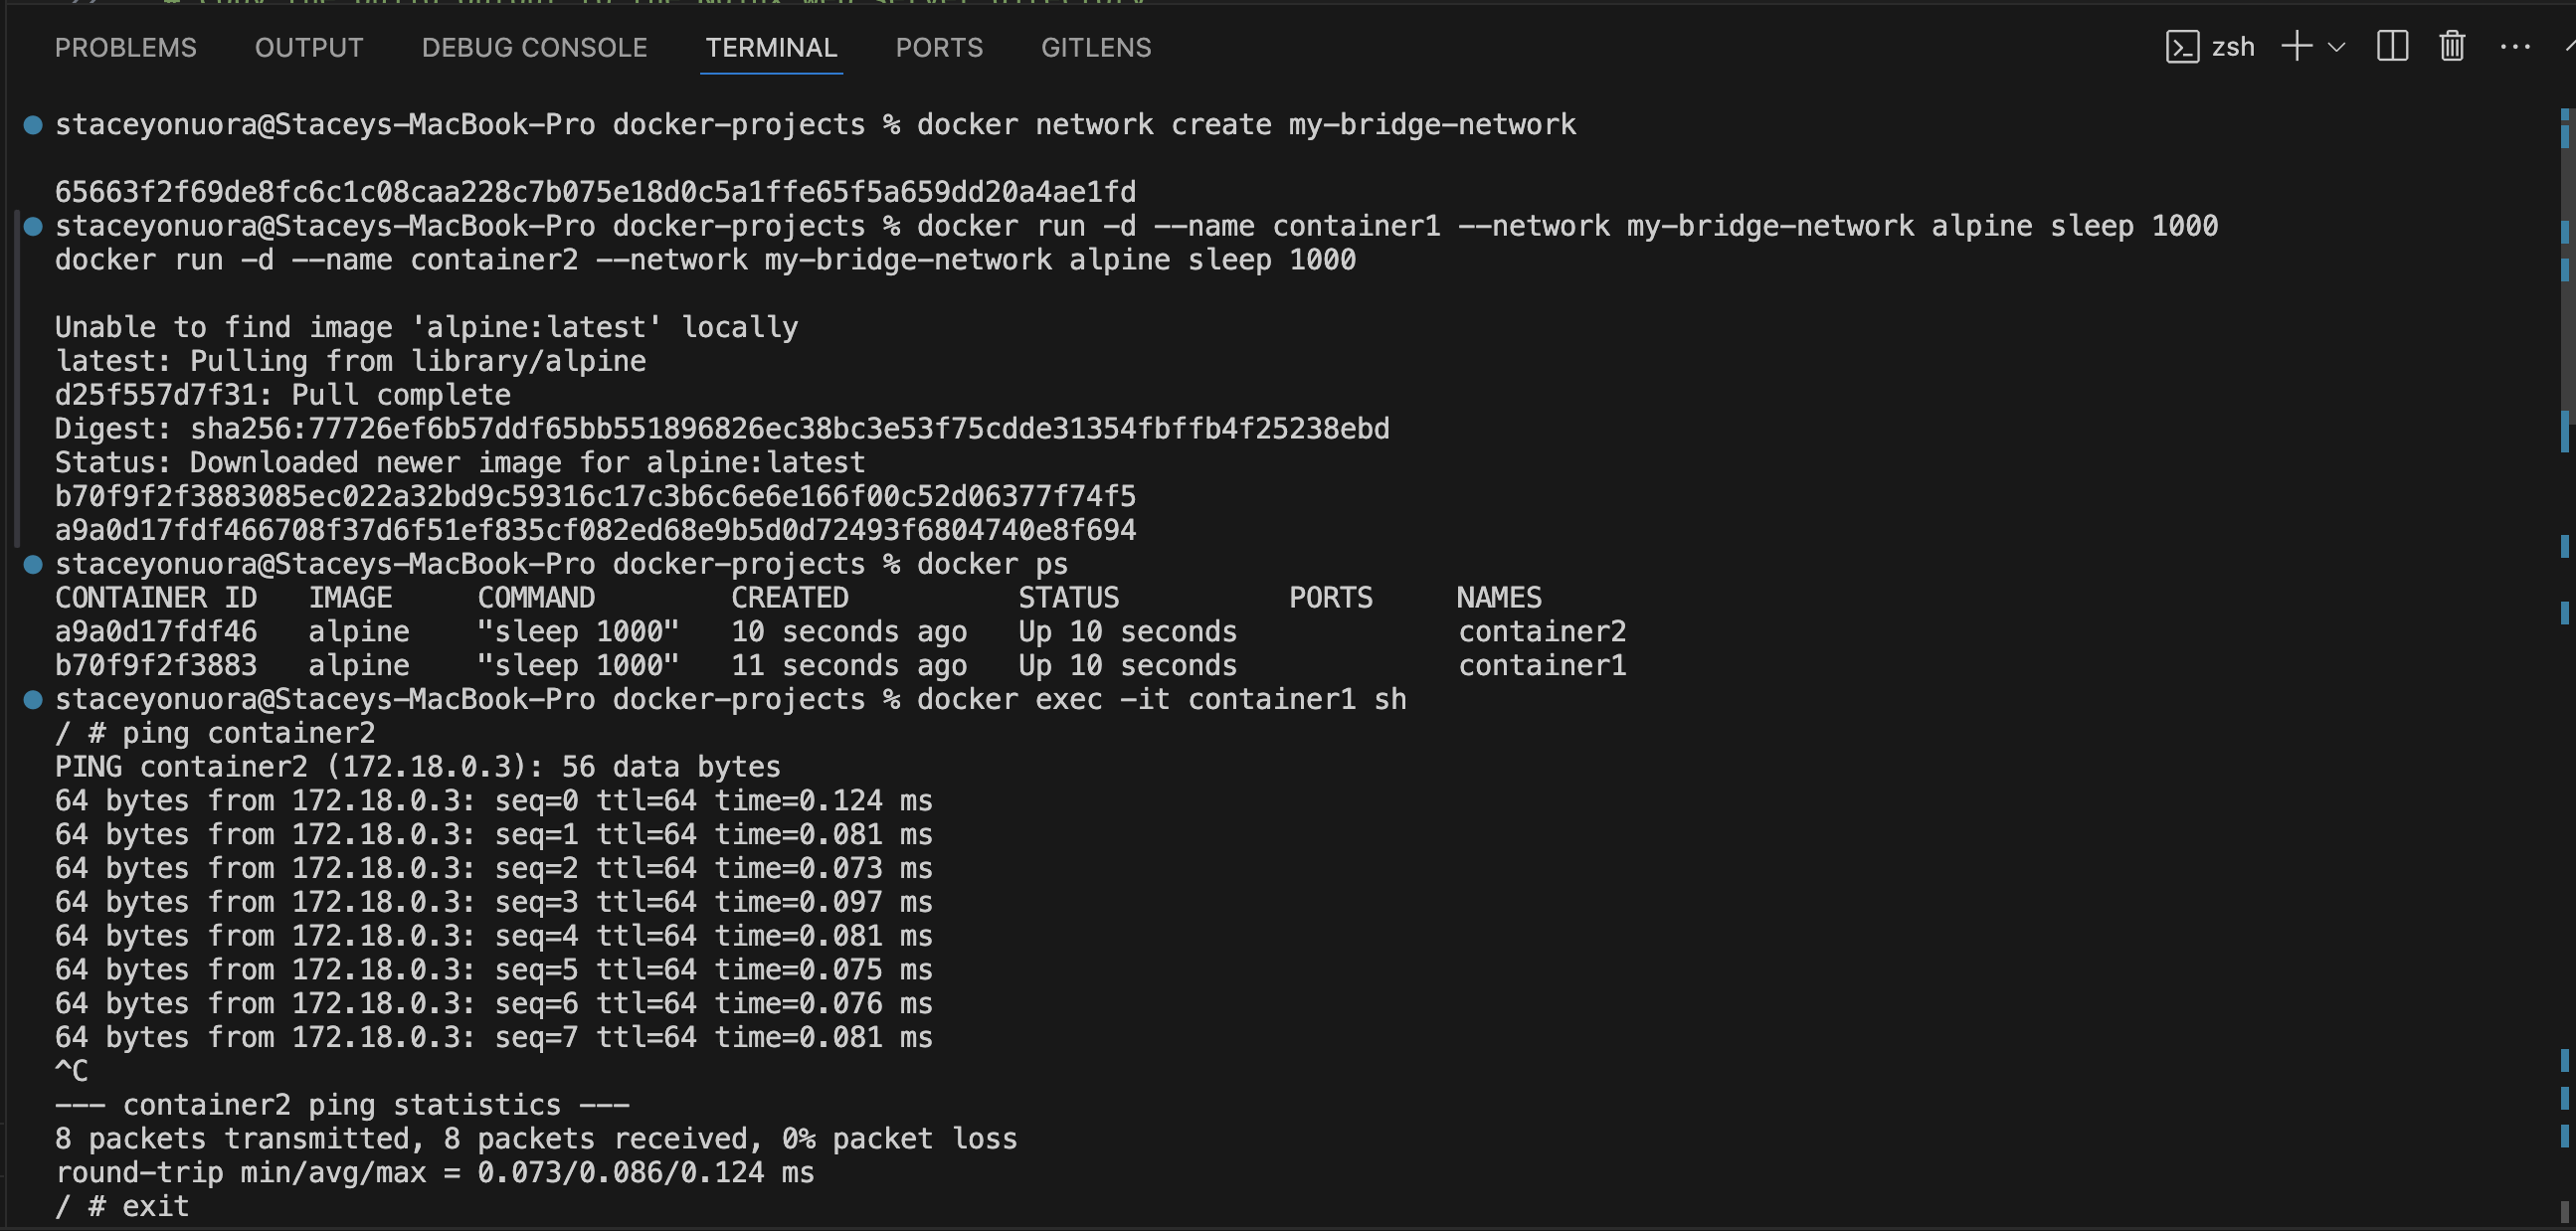 # Copy the build output to the Nginx web server directory
PROBLEMS OUTPUT DEBUG CONSOLE TERMINAL PORTS GITLENS zsh
staceyonuora@Staceys-MacBook-Pro docker-projects % docker network create my-bridge-network
65663f2f69de8fc6c1c08caa228c7b075e18d0c5a1ffe65f5a659dd20a4ae1fd
staceyonuora@Staceys-MacBook-Pro docker-projects % docker run -d --name container1 --network my-bridge-network alpine sleep 1000
docker run -d --name container2 --network my-bridge-network alpine sleep 1000
Unable to find image 'alpine:latest' locally
latest: Pulling from library/alpine
d25f557d7f31: Pull complete
Digest: sha256:77726ef6b57ddf65bb551896826ec38bc3e53f75cdde31354fbffb4f25238ebd
Status: Downloaded newer image for alpine:latest
b70f9f2f3883085ec022a32bd9c59316c17c3b6c6e6e166f00c52d06377f74f5
a9a0d17fdf466708f37d6f51ef835cf082ed68e9b5d0d72493f6804740e8f694
staceyonuora@Staceys-MacBook-Pro docker-projects % docker ps
CONTAINER ID IMAGE COMMAND CREATED STATUS PORTS NAMES
a9a0d17fdf46 alpine "sleep 1000" 10 seconds ago Up 10 seconds container2
b70f9f2f3883 alpine "sleep 1000" 11 seconds ago Up 10 seconds container1
staceyonuora@Staceys-MacBook-Pro docker-projects % docker exec -it container1 sh
/ # ping container2
PING container2 (172.18.0.3): 56 data bytes
64 bytes from 172.18.0.3: seq=0 ttl=64 time=0.124 ms
64 bytes from 172.18.0.3: seq=1 ttl=64 time=0.081 ms
64 bytes from 172.18.0.3: seq=2 ttl=64 time=0.073 ms
64 bytes from 172.18.0.3: seq=3 ttl=64 time=0.097 ms
64 bytes from 172.18.0.3: seq=4 ttl=64 time=0.081 ms
64 bytes from 172.18.0.3: seq=5 ttl=64 time=0.075 ms
64 bytes from 172.18.0.3: seq=6 ttl=64 time=0.076 ms
64 bytes from 172.18.0.3: seq=7 ttl=64 time=0.081 ms
^C
--- container2 ping statistics ---
8 packets transmitted, 8 packets received, 0% packet loss
round-trip min/avg/max = 0.073/0.086/0.124 ms
/ # exit